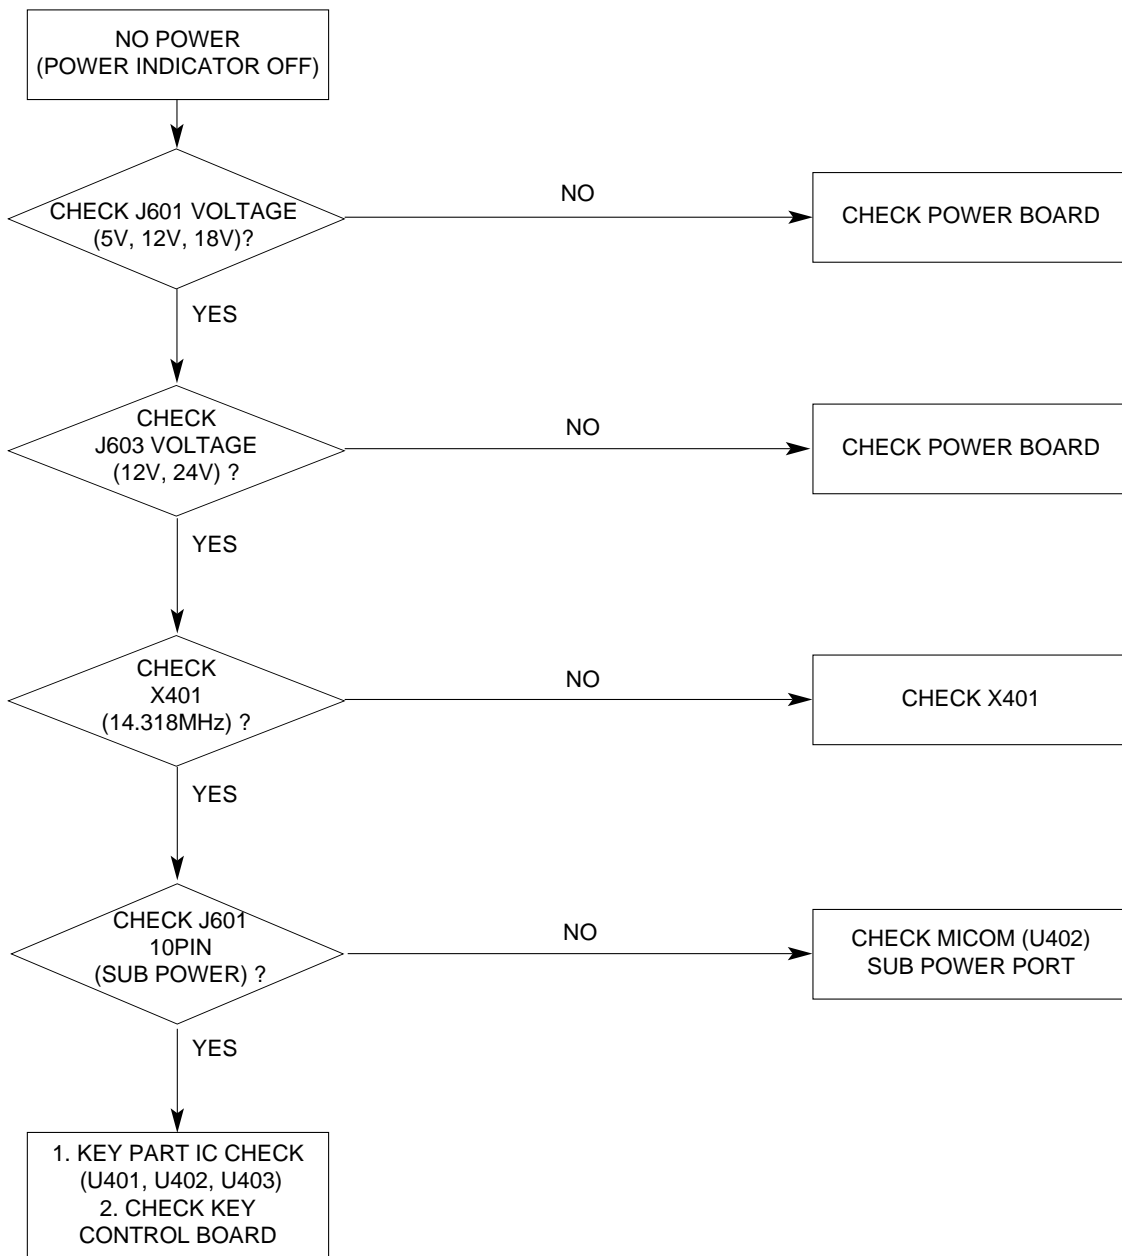 NO POWER
(POWER INDICATOR OFF)
CHECK J601 VOLTAGE
(5V, 12V, 18V)?
NO
CHECK POWER BOARD
YES
CHECK
J603 VOLTAGE
(12V, 24V) ?
NO
CHECK POWER BOARD
YES
CHECK
X401
(14.318MHz) ?
NO
CHECK X401
YES
CHECK J601
10PIN
(SUB POWER) ?
NO
CHECK MICOM (U402)
SUB POWER PORT
YES
1. KEY PART IC CHECK
(U401, U402, U403)
2. CHECK KEY
CONTROL BOARD